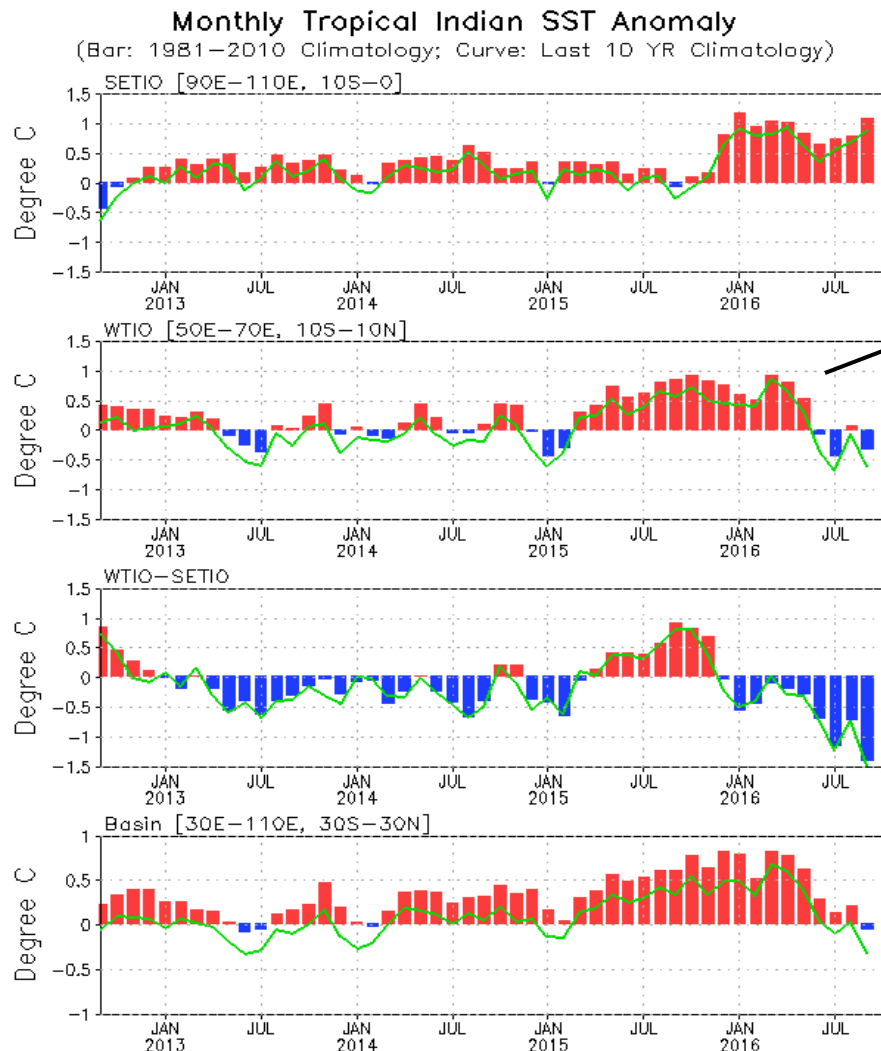 Monthly Tropical Indian SST Anomaly
(Bar: 1981-2010 Climatology; Curve: Last 10 YR Climatology)
SETIO [90E-110E, 10S-0]
Degree C
1.5
1
0.5
0
-0.5
-1
-1.5
JAN JUL JAN JUL JAN JUL JAN JUL
2013 2014 2015 2016
WTIO [50E-70E, 10S-10N]
Degree C
1.5
1
0.5
0
-0.5
-1
-1.5
JAN JUL JAN JUL JAN JUL JAN JUL
2013 2014 2015 2016
WTIO-SETIO
Degree C
1.5
1
0.5
0
-0.5
-1
-1.5
JAN JUL JAN JUL JAN JUL JAN JUL
2013 2014 2015 2016
Basin [30E-110E, 30S-30N]
Degree C
1
0.5
0
-0.5
-1
JAN JUL JAN JUL JAN JUL JAN JUL
2013 2014 2015 2016